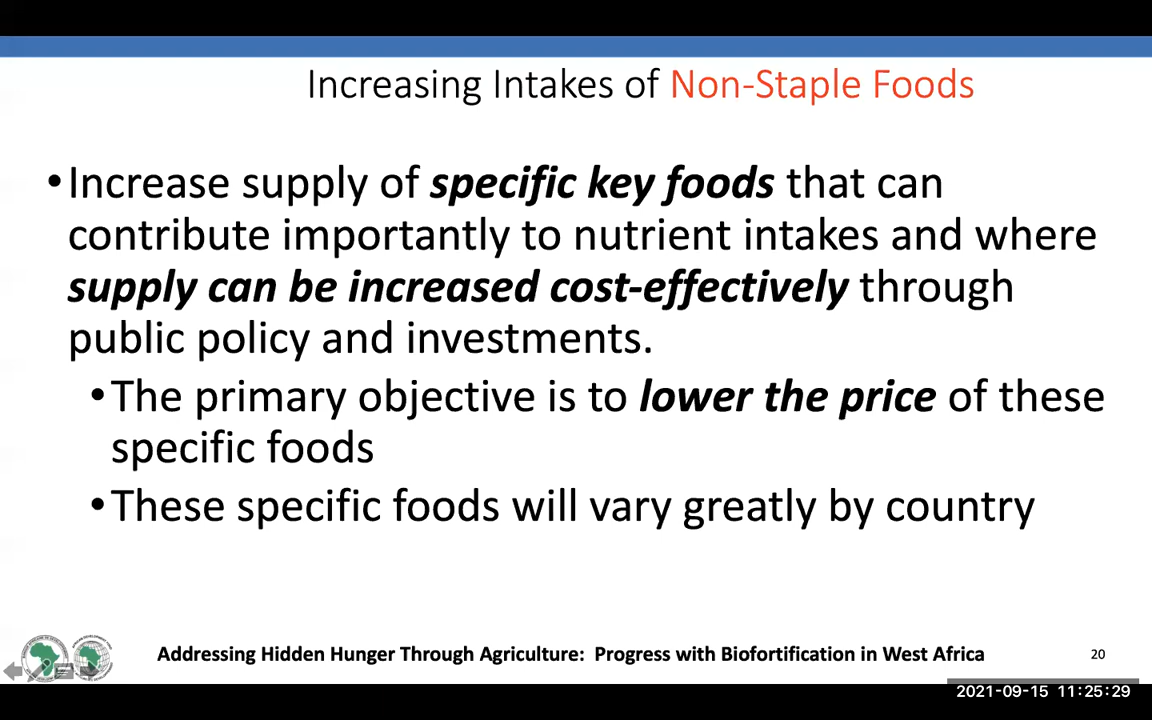 Increasing Intakes of Non-Staple Foods
•Increase supply of specific key foods that can
contribute importantly to nutrient intakes and where
supply can be increased cost-effectively through
public policy and investments.
•The primary objective is to lower the price of these
specific foods
•These specific foods will vary greatly by country
Addressing Hidden Hunger Through Agriculture: Progress with Biofortification in West Africa
20
2021-09-15 11:25:29